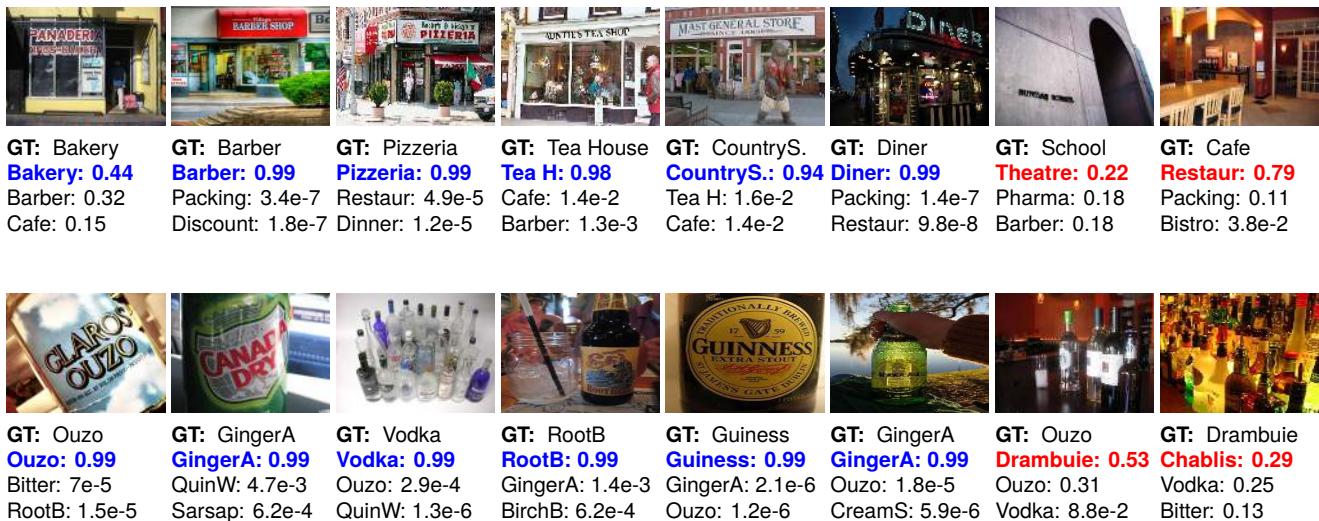 PANADERIA
Village
BARBER SHOP
PIZZERIA
AUNTIE'S TEA SHOP
MAST GENERAL STORE
DINER
GT: Bakery
Bakery: 0.44
Barber: 0.32
Cafe: 0.15
GT: Barber
Barber: 0.99
Packing: 3.4e-7
Discount: 1.8e-7
GT: Pizzeria
Pizzeria: 0.99
Restaur: 4.9e-5
Dinner: 1.2e-5
GT: Tea House
Tea H: 0.98
Cafe: 1.4e-2
Barber: 1.3e-3
GT: CountryS.
CountryS.: 0.94
Tea H: 1.6e-2
Cafe: 1.4e-2
GT: Diner
Diner: 0.99
Packing: 1.4e-7
Restaur: 9.8e-8
GT: School
Theatre: 0.22
Pharma: 0.18
Barber: 0.18
GT: Cafe
Restaur: 0.79
Packing: 0.11
Bistro: 3.8e-2
CLAROS
OUZO
CANADA
DRY
TRADITIONALLY BREWED
17 59
GUINNESS
EXTRA STOUT
GT: Ouzo
Ouzo: 0.99
Bitter: 7e-5
RootB: 1.5e-5
GT: GingerA
GingerA: 0.99
QuinW: 4.7e-3
Sarsap: 6.2e-4
GT: Vodka
Vodka: 0.99
Ouzo: 2.9e-4
QuinW: 1.3e-6
GT: RootB
RootB: 0.99
GingerA: 1.4e-3
BirchB: 6.2e-4
GT: Guiness
Guiness: 0.99
GingerA: 2.1e-6
Ouzo: 1.2e-6
GT: GingerA
GingerA: 0.99
Ouzo: 1.8e-5
CreamS: 5.9e-6
GT: Ouzo
Drambuie: 0.53
Ouzo: 0.31
Vodka: 8.8e-2
GT: Drambuie
Chablis: 0.29
Vodka: 0.25
Bitter: 0.13